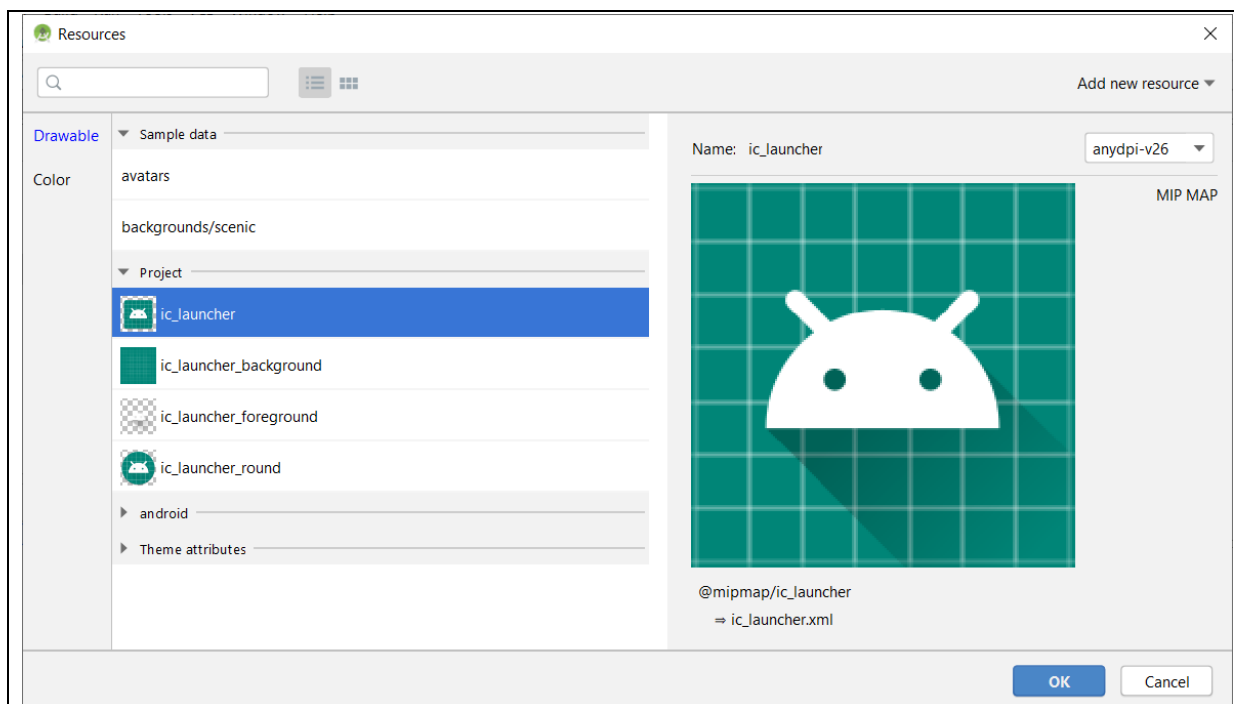 Resources
Add new resource
Drawable
Color
Sample data
avatars
backgrounds/scenic
Project
ic_launcher
ic_launcher_background
ic_launcher_foreground
ic_launcher_round
android
Theme attributes
Name: ic_launcher
anydpi-v26
MIP MAP
@mipmap/ic_launcher
⇒ ic_launcher.xml
OK
Cancel